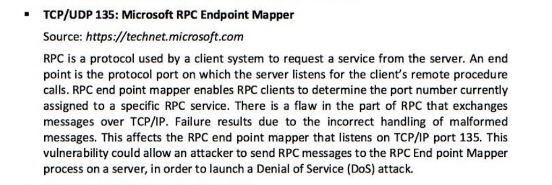 ▪ TCP/UDP 135: Microsoft RPC Endpoint Mapper
Source: https://technet.microsoft.com
RPC is a protocol used by a client system to request a service from the server. An end
point is the protocol port on which the server listens for the client's remote procedure
calls. RPC end point mapper enables RPC clients to determine the port number currently
assigned to a specific RPC service. There is a flaw in the part of RPC that exchanges
messages over TCP/IP. Failure results due to the incorrect handling of malformed
messages. This affects the RPC end point mapper that listens on TCP/IP port 135. This
vulnerability could allow an attacker to send RPC messages to the RPC End point Mapper
process on a server, in order to launch a Denial of Service (DoS) attack.